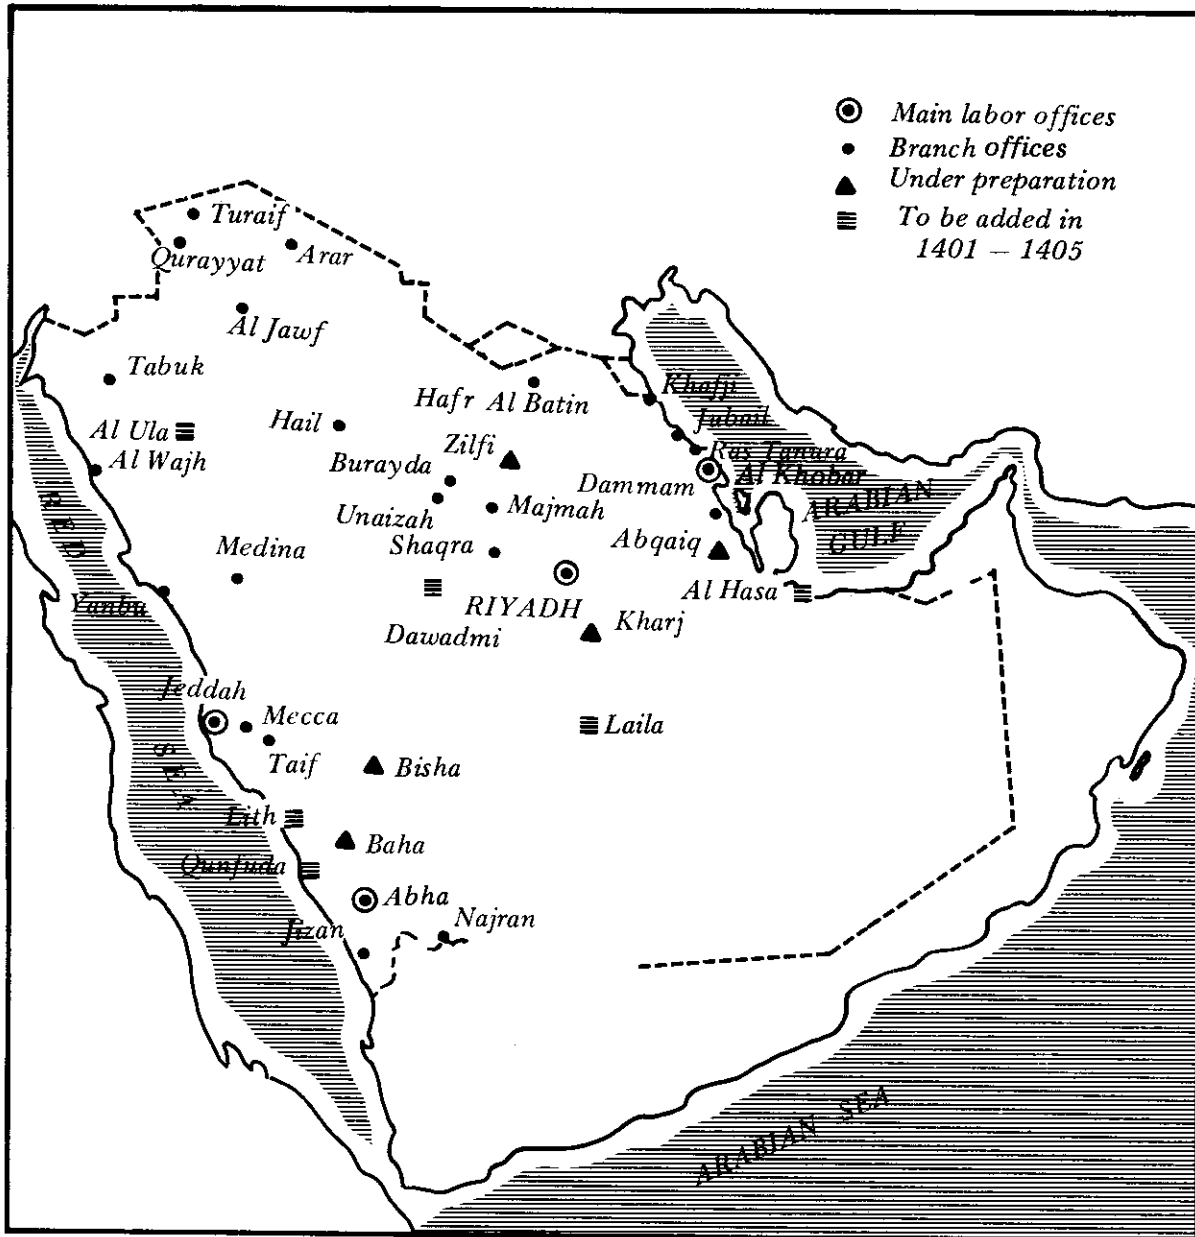 Main labor offices
Branch offices
Under preparation
To be added in
1401 — 1405
Turaif
Qurayyat
Arar
Al Jawf
Tabuk
Hafr Al Batin
Khafji
Hail
Jubail
Al Ula
Zilfi
Ras Tanura
Al Wajh
Burayda
Dammam
Al Khobar
ARABIAN
GULF
RED
Unaizah
Majmah
Medina
Shaqra
Abqaiq
Yanbu
RIYADH
Al Hasa
Dawadmi
Kharj
Jeddah
Mecca
Laila
Taif
Bisha
SEA
Lith
Baha
Qunfuda
Abha
Jizan
Najran
ARABIAN SEA